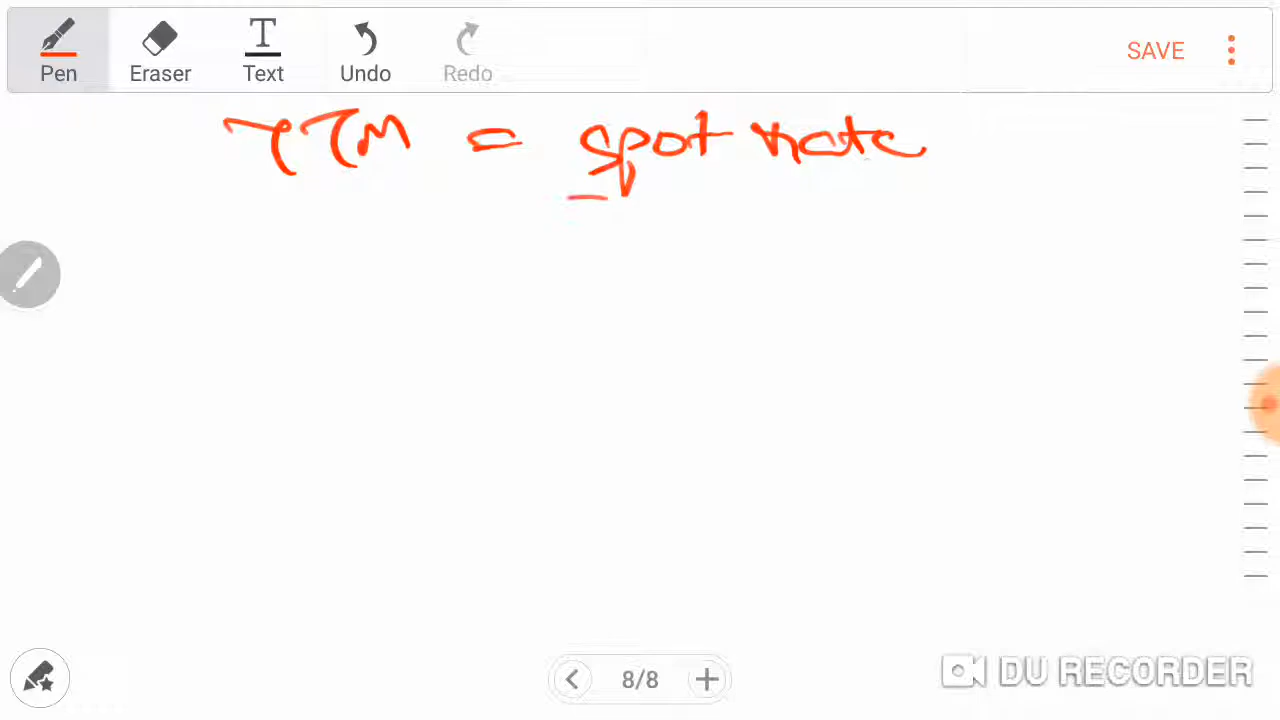 Pen Eraser Text Undo Redo SAVE
YTM = spot rate
8/8
DU RECORDER